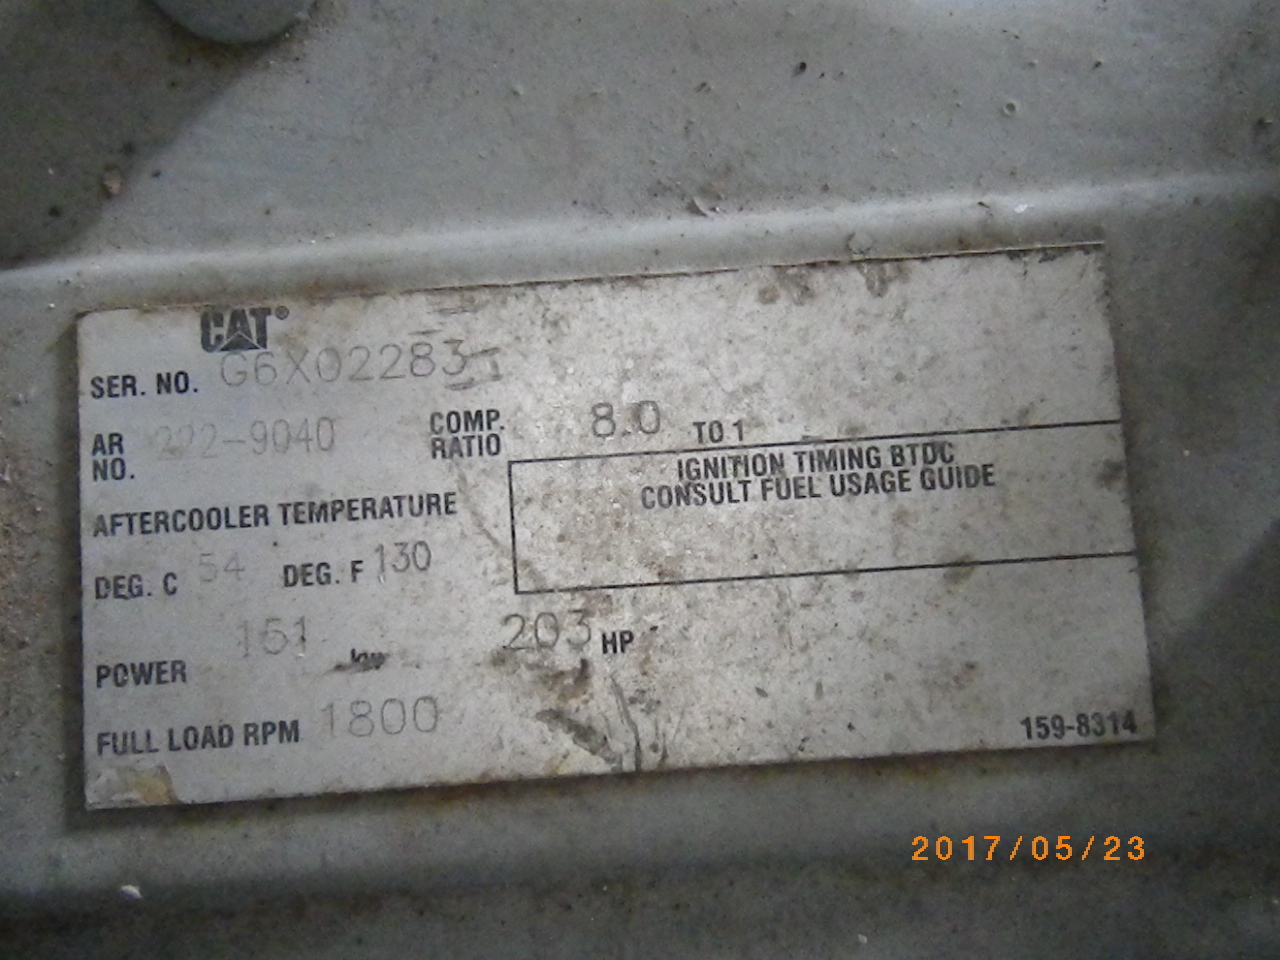 CAT®
SER. NO. G6X02283
AR NO. 222-9040 COMP. RATIO 8.0 TO 1
IGNITION TIMING BTDC
CONSULT FUEL USAGE GUIDE
AFTERCOOLER TEMPERATURE
DEG. C 54 DEG. F 130
POWER 151 kw 203 HP
FULL LOAD RPM 1800
159-8314
2017/05/23